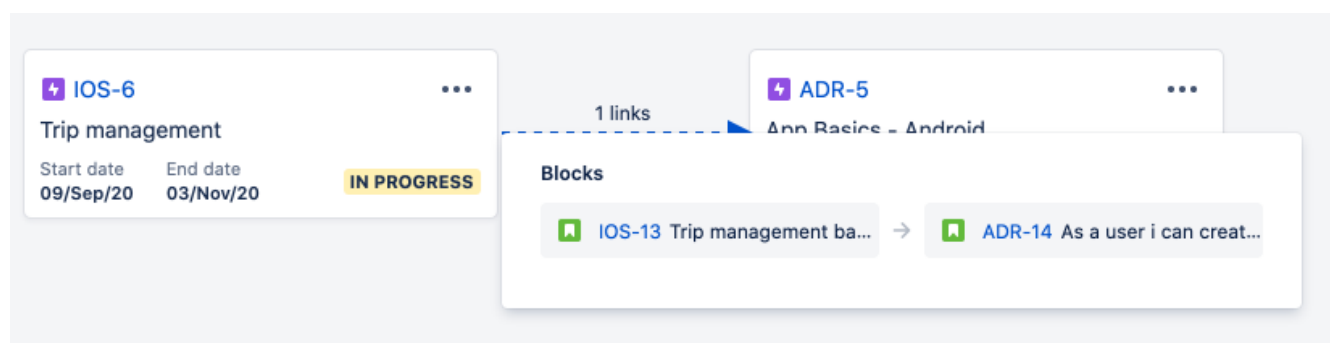 IOS-6
Trip management
Start date End date
09/Sep/20 03/Nov/20
IN PROGRESS
1 links
ADR-5
App Basics - Android
Blocks
IOS-13 Trip management ba...
ADR-14 As a user i can creat...